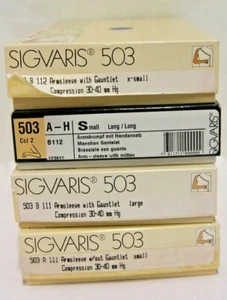 SIGVARIS® 503
B 112 Armsleeve with Gauntlet x-small
Compression 30-40 mm Hg
503
Ccl 2
A-H
Small
Long / Long
B112
Armstrumpf mit Handansatz
Manchon Gantelet
Bracciale con guanto
Arm - sleeve with mitten
SIGVARIS® 503
503 B 111 Armsleeve with Gauntlet large
Compression 30-40 mm Hg
SIGVARIS® 503
503 A 111 Armsleeve w/out Gauntlet small
Compression 30-40 mm Hg